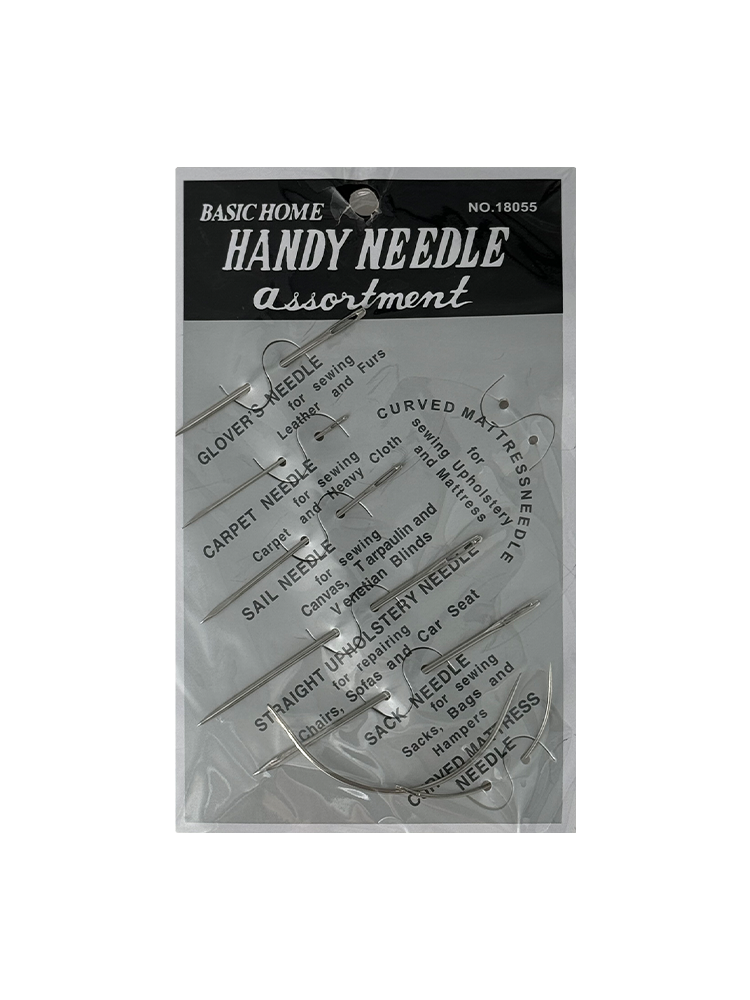 BASIC HOME
NO.18055
HANDY NEEDLE
assortment
GLOVER'S NEEDLE
for sewing
Leather and Furs
CURVED MATTRESSNEEDLE
for
sewing Upholstery
and Mattress
CARPET NEEDLE
for sewing
Carpet and Heavy Cloth
SAIL NEEDLE
for sewing
Canvas, Tarpaulin and
Venetian Blinds
STRAIGHT UPHOLSTERY NEEDLE
for repairing
Chairs, Sofas and Car Seat
SACK NEEDLE
for sewing
Sacks, Bags and
Hampers
CURVED MATTRESS
NEEDLE